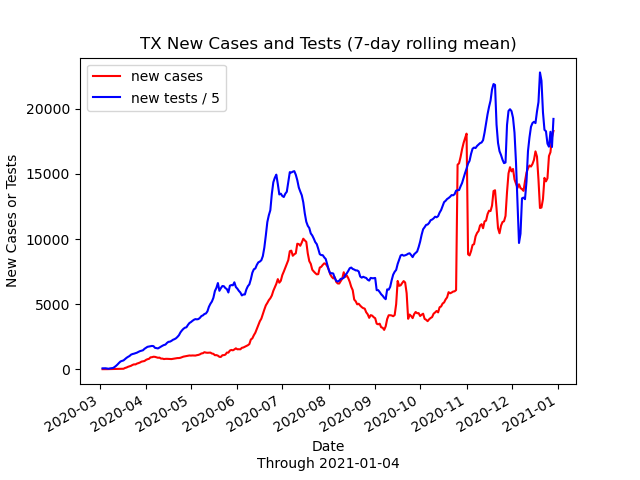 TX New Cases and Tests (7-day rolling mean)
new cases
new tests / 5
New Cases or Tests
20000
15000
10000
5000
0
2020-03
2020-04
2020-05
2020-06
2020-07
2020-08
2020-09
2020-10
2020-11
2020-12
2021-01
Date
Through 2021-01-04